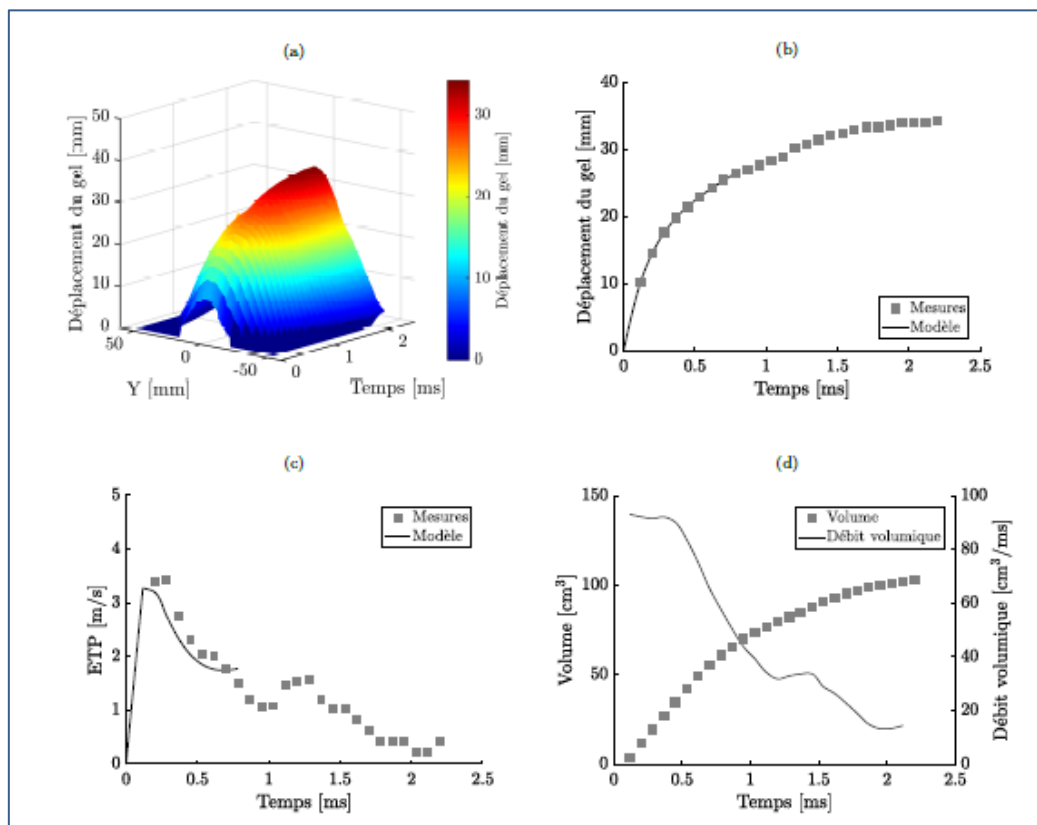 (a)
Déplacement du gel [mm]
50
40
30
20
10
0
50
0
-50
Y [mm]
0
1
2
Temps [ms]
30
20
10
0
Déplacement du gel [mm]
(b)
Déplacement du gel [mm]
40
30
20
10
0
0
0.5
1
1.5
2
2.5
Temps [ms]
Mesures
Modèle
(c)
ETP [m/s]
5
4
3
2
1
0
0
0.5
1
1.5
2
2.5
Temps [ms]
Mesures
Modèle
(d)
Volume [cm³]
150
100
50
0
0
0.5
1
1.5
2
2.5
Temps [ms]
Volume
Débit volumique
100
80
60
40
20
0
Débit volumique [cm³/ms]